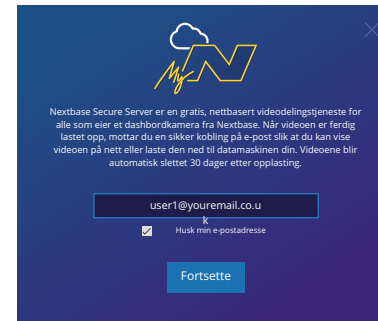 My N
Nextbase Secure Server er en gratis, nettbasert videodelingstjeneste for
alle som eier et dashbordkamera fra Nextbase. Når videoen er ferdig
lastet opp, mottar du en sikker kobling på e-post slik at du kan vise
videoen på nett eller laste den ned til datamaskinen din. Videoene blir
automatisk slettet 30 dager etter opplasting.
user1@youremail.co.u
k
Husk min e-postadresse
Fortsette